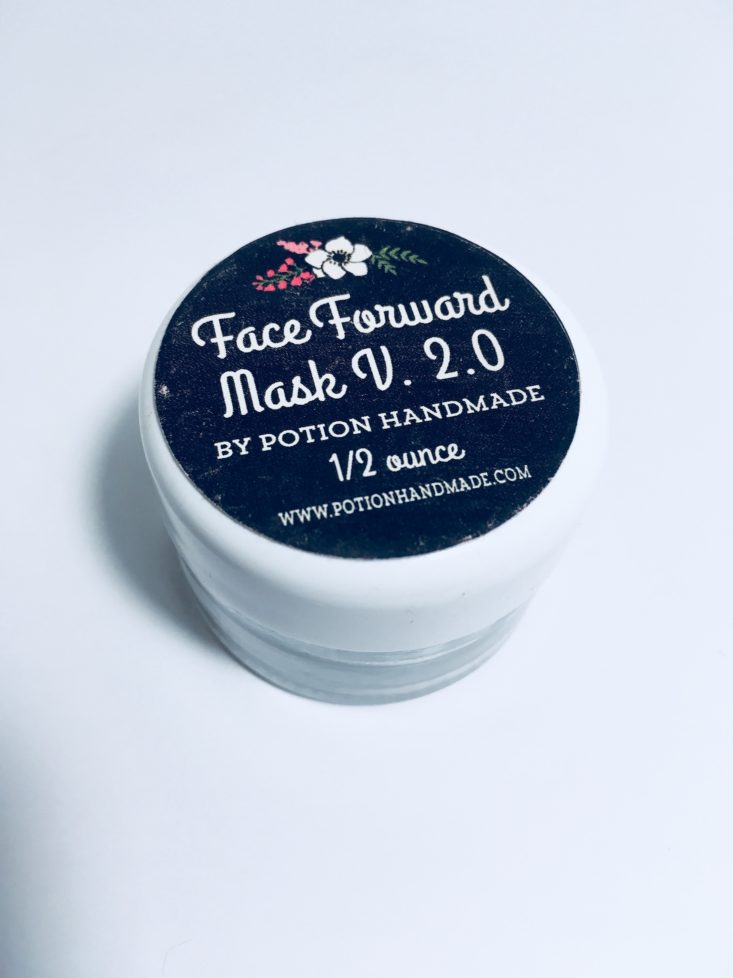 Face Forward
Mask V. 2.0
BY POTION HANDMADE
1/2 ounce
WWW.POTIONHANDMADE.COM